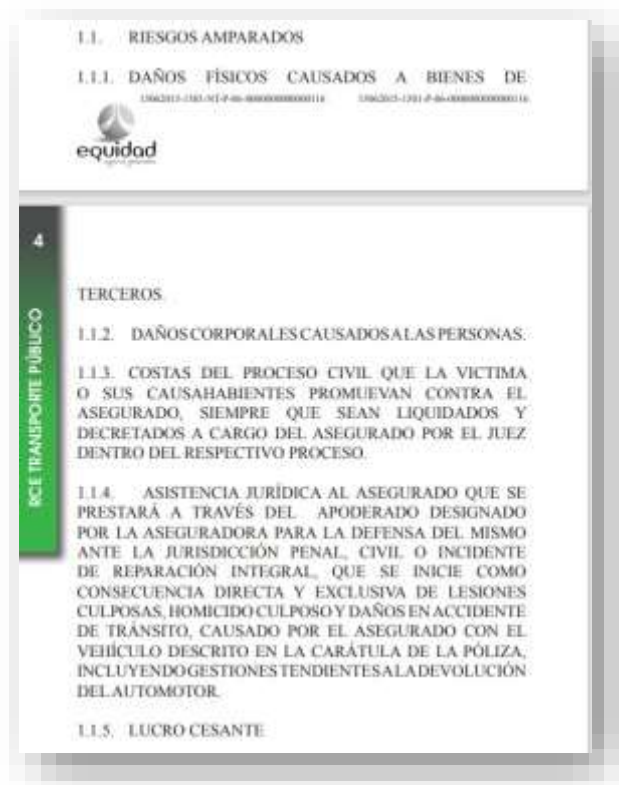 1.1. RIESGOS AMPARADOS
1.1.1. DAÑOS FÍSICOS CAUSADOS A BIENES DE
equidad
4
RCE TRANSPORTE PÚBLICO
TERCEROS.
1.1.2. DAÑOS CORPORALES CAUSADOS A LAS PERSONAS.
1.1.3. COSTAS DEL PROCESO CIVIL QUE LA VICTIMA
O SUS CAUSAHABIENTES PROMUEVAN CONTRA EL
ASEGURADO, SIEMPRE QUE SEAN LIQUIDADOS Y
DECRETADOS A CARGO DEL ASEGURADO POR EL JUEZ
DENTRO DEL RESPECTIVO PROCESO.
1.1.4. ASISTENCIA JURÍDICA AL ASEGURADO QUE SE
PRESTARÁ A TRAVÉS DEL APODERADO DESIGNADO
POR LA ASEGURADORA PARA LA DEFENSA DEL MISMO
ANTE LA JURISDICCIÓN PENAL, CIVIL O INCIDENTE
DE REPARACIÓN INTEGRAL, QUE SE INICIE COMO
CONSECUENCIA DIRECTA Y EXCLUSIVA DE LESIONES
CULPOSAS, HOMICIDO CULPOSO Y DAÑOS EN ACCIDENTE
DE TRÁNSITO, CAUSADO POR EL ASEGURADO CON EL
VEHÍCULO DESCRITO EN LA CARÁTULA DE LA PÓLIZA,
INCLUYENDO GESTIONES TENDIENTES A LA DEVOLUCIÓN
DEL AUTOMOTOR.
1.1.5. LUCRO CESANTE